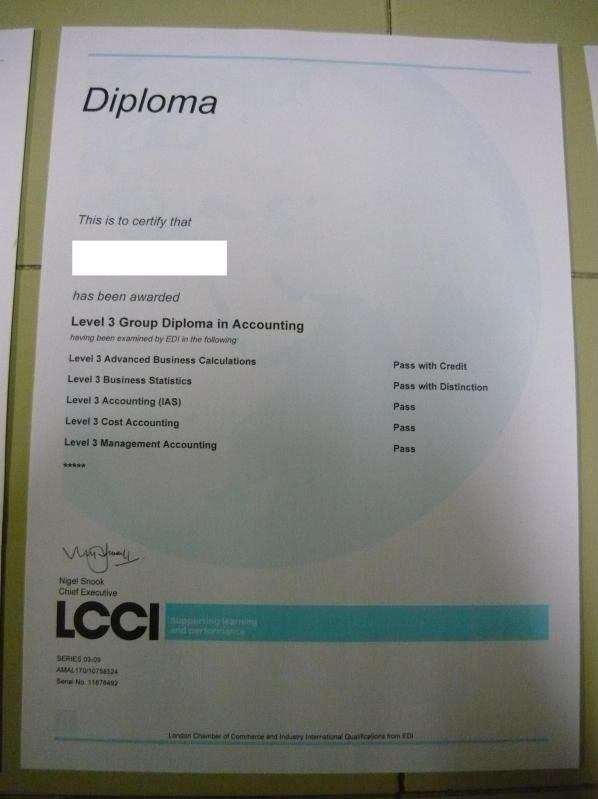 Diploma
This is to certify that
has been awarded
Level 3 Group Diploma in Accounting
having been examined by EDI in the following:
Level 3 Advanced Business Calculations Pass with Credit
Level 3 Business Statistics Pass with Distinction
Level 3 Accounting (IAS) Pass
Level 3 Cost Accounting Pass
Level 3 Management Accounting Pass
*****
Nigel Snook
Chief Executive
LCCI
Supporting learning
and performance
SERIES 03-09
AMAL170/10758324
Serial No. 11678492
London Chamber of Commerce and Industry International Qualifications from EDI